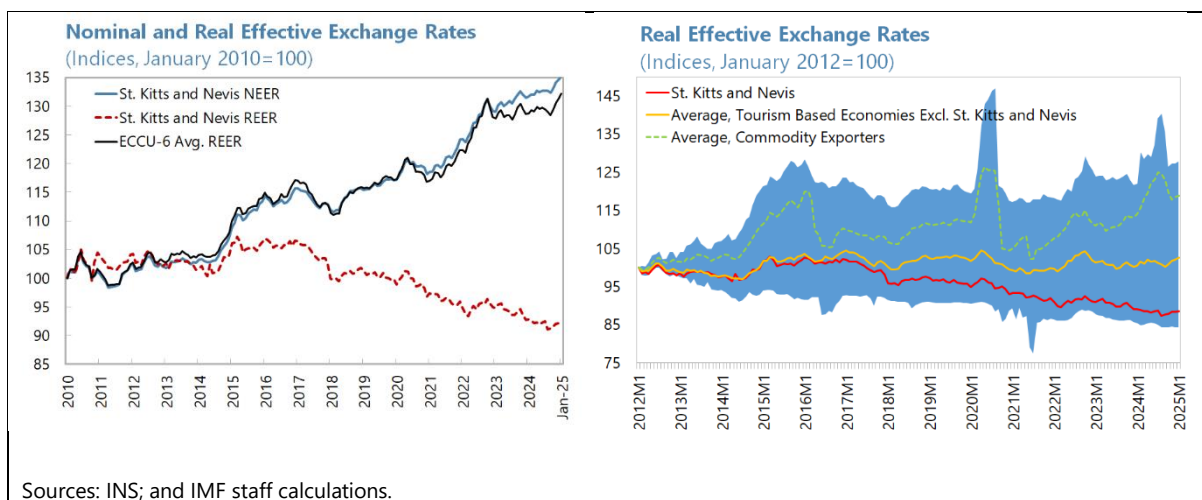 Nominal and Real Effective Exchange Rates
(Indices, January 2010=100)
135
130
125
120
115
110
105
100
95
90
85
St. Kitts and Nevis NEER
St. Kitts and Nevis REER
ECCU-6 Avg. REER
2010
2011
2012
2013
2014
2015
2016
2017
2018
2019
2020
2021
2022
2023
2024
Jan-25
Real Effective Exchange Rates
(Indices, January 2012=100)
145
135
125
115
105
95
85
75
St. Kitts and Nevis
Average, Tourism Based Economies Excl. St. Kitts and Nevis
Average, Commodity Exporters
2012M1
2013M1
2014M1
2015M1
2016M1
2017M1
2018M1
2019M1
2020M1
2021M1
2022M1
2023M1
2024M1
2025M1
Sources: INS; and IMF staff calculations.